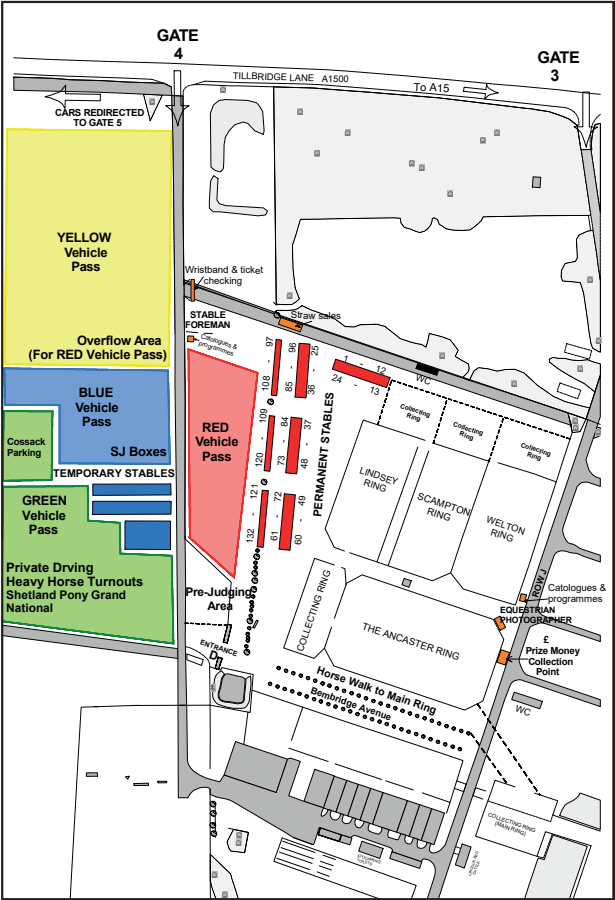 GATE
4
GATE
3
TILLBRIDGE LANE A1500
To A15
CARS REDIRECTED
TO GATE 5
YELLOW
Vehicle
Pass
Overflow Area
(For RED Vehicle Pass)
Wristband & ticket
checking
STABLE
FOREMAN
Straw sales
Catalogues &
programmes
BLUE
Vehicle
Pass
SJ Boxes
Cossack
Parking
TEMPORARY STABLES
GREEN
Vehicle
Pass
Private Driving
Heavy Horse Turnouts
Shetland Pony Grand
National
RED
Vehicle
Pass
97 - 108
96 - 85
25 - 36
1 - 12
24 - 13
109 - 120
84 - 73
37 - 48
121 - 132
72 - 61
49 - 60
PERMANENT STABLES
WC
Collecting
Ring
Collecting
Ring
Collecting
Ring
LINDSEY
RING
SCAMPTON
RING
WELTON
RING
COLLECTING RING
THE ANCASTER RING
Pre-Judging
Area
ENTRANCE
D
ROW J
Catologues &
programmes
EQUESTRIAN
PHOTOGRAPHER
£
Prize Money
Collection
Point
WC
Horse Walk to Main Ring
Bembridge Avenue
COLLECTING RING
(MAIN RING)